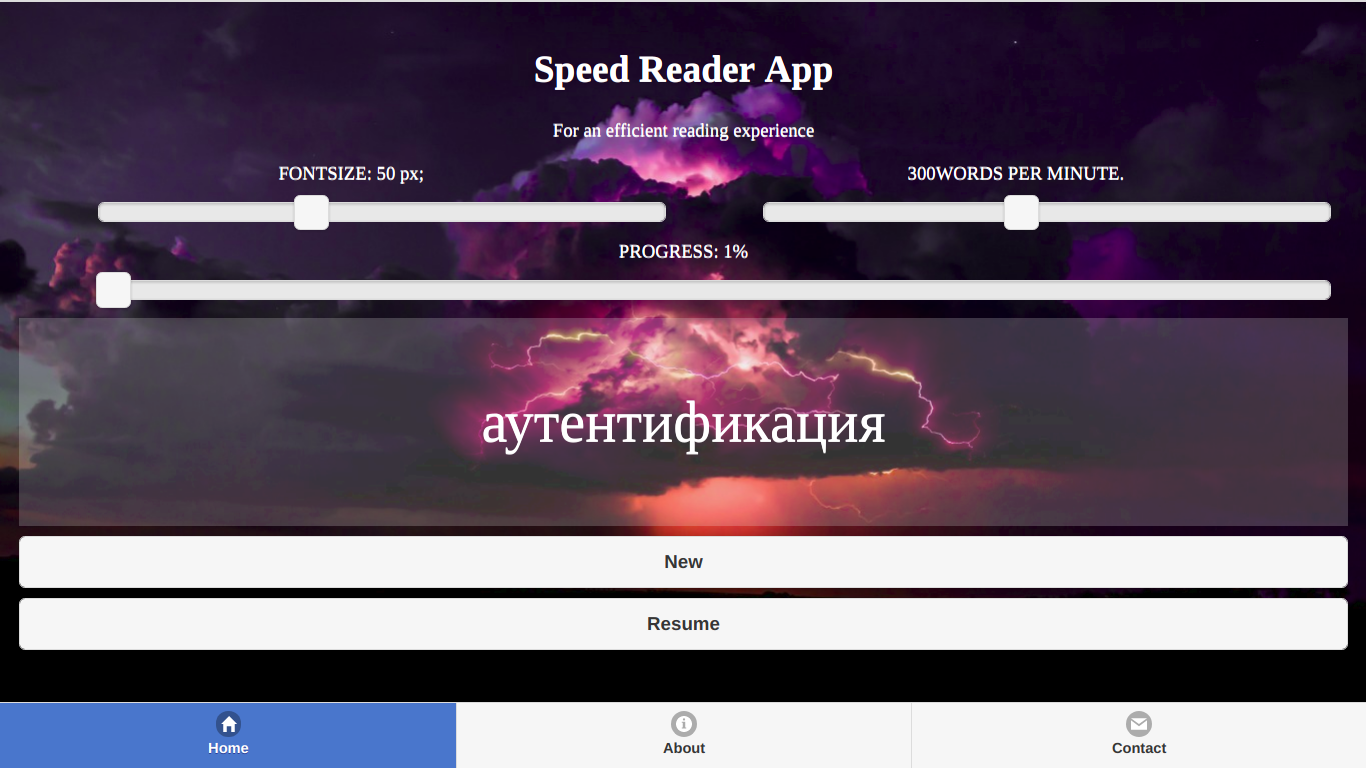 Speed Reader App
For an efficient reading experience
FONTSIZE: 50 px;
300WORDS PER MINUTE.
PROGRESS: 1%
аутентификация
New
Resume
Home
About
Contact